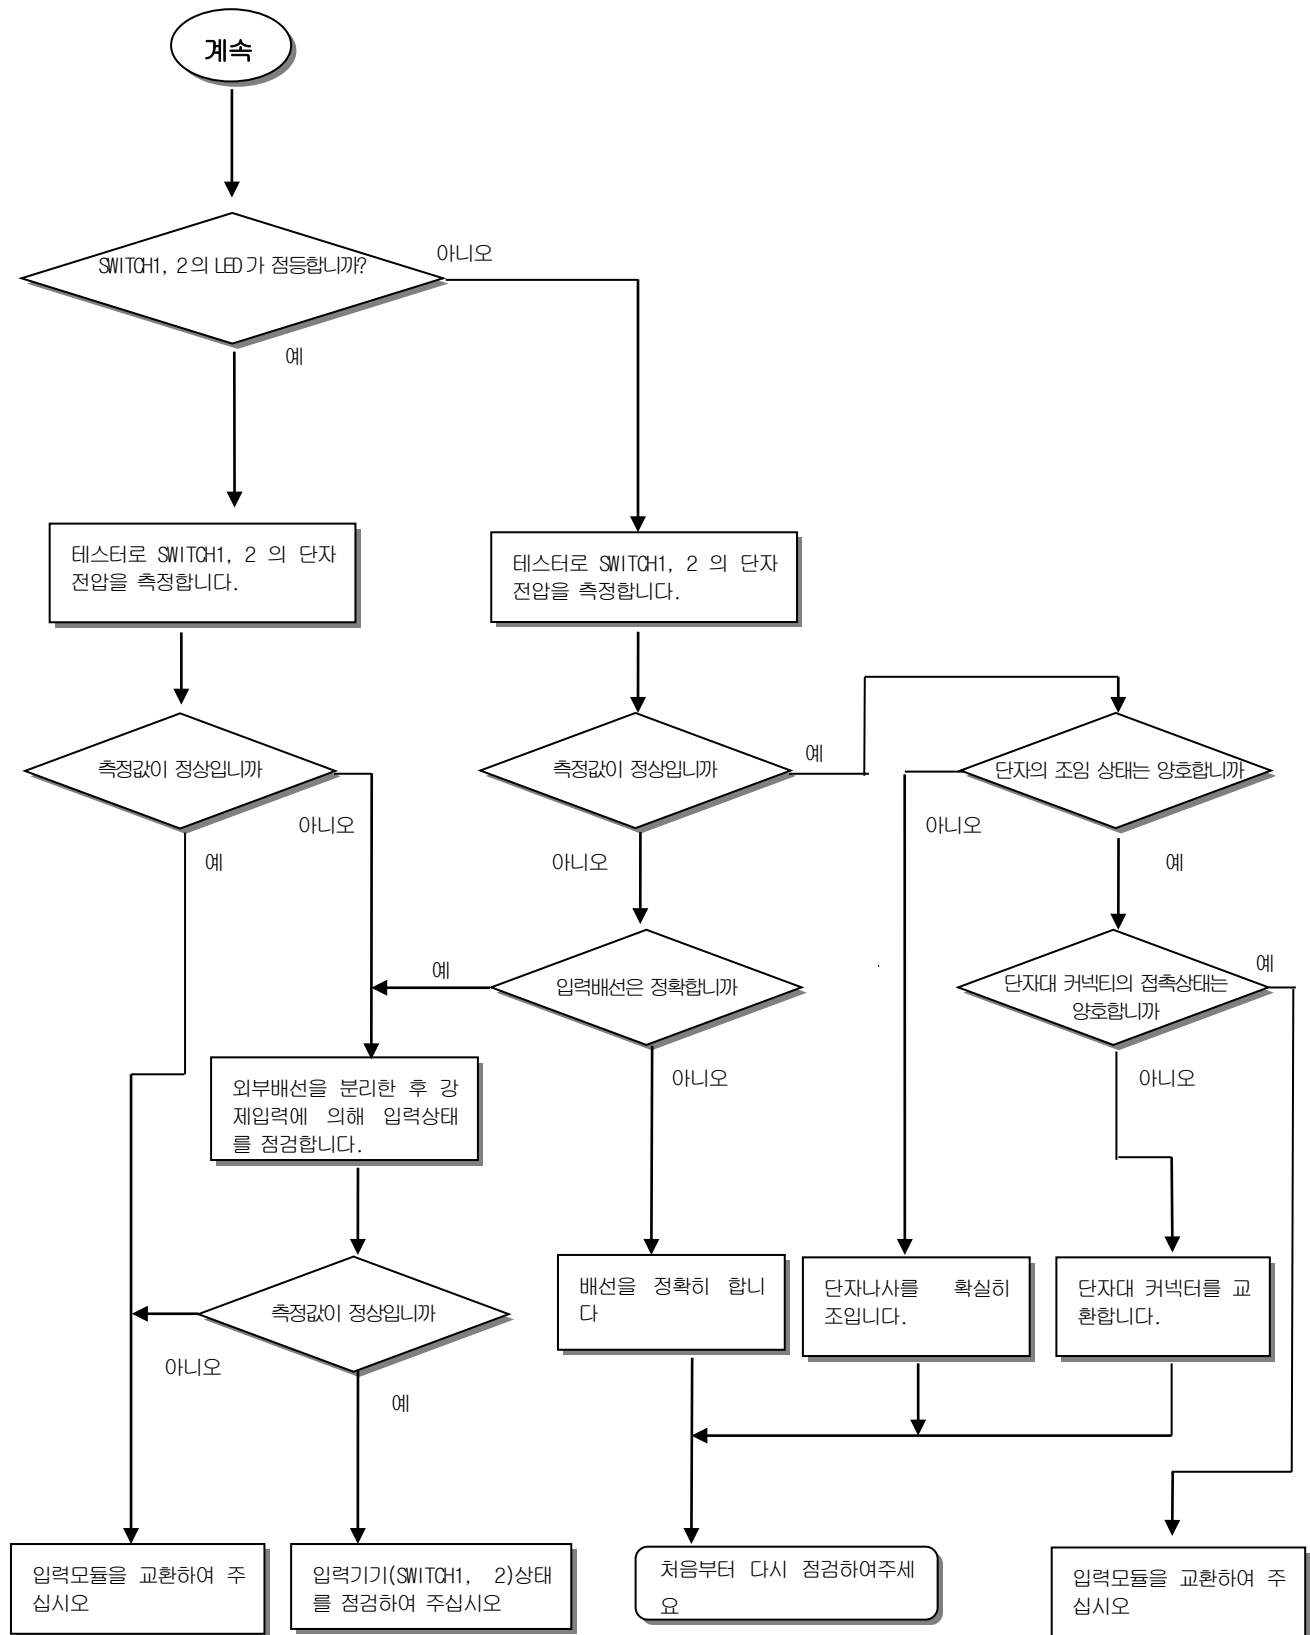 계속
SWITCH1, 2 의 LED 가 점등합니까?
아니오
예
테스터로 SWITCH1, 2 의 단자
전압을 측정합니다.
테스터로 SWITCH1, 2 의 단자
전압을 측정합니다.
측정값이 정상입니까
아니오
예
측정값이 정상입니까
예
아니오
단자의 조임 상태는 양호합니까
아니오
예
입력배선은 정확합니까
예
아니오
단자대 커넥티의 접촉상태는
양호합니까
예
아니오
외부배선을 분리한 후 강
제입력에 의해 입력상태
를 점검합니다.
측정값이 정상입니까
아니오
예
배선을 정확히 합니
다
단자나사를 확실히
조입니다.
단자대 커넥터를 교
환합니다.
입력모듈을 교환하여 주
십시오
입력기기(SWITCH1, 2)상태
를 점검하여 주십시오
처음부터 다시 점검하여주세
요
입력모듈을 교환하여 주
십시오